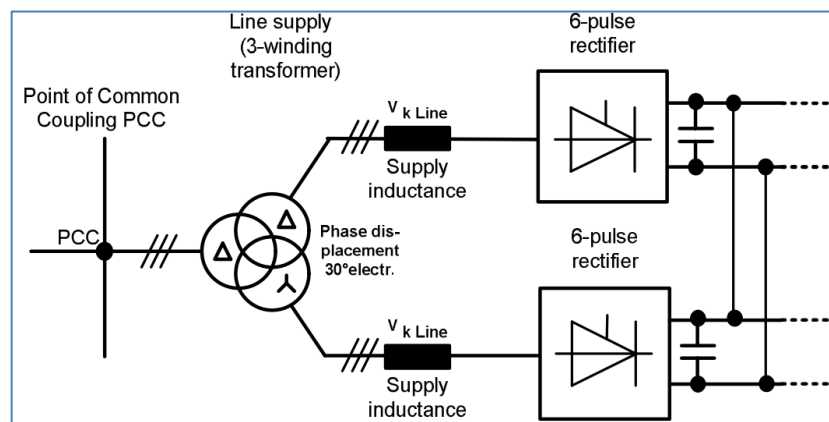 Line supply
(3-winding
transformer)
6-pulse
rectifier
Point of Common
Coupling PCC
V k Line
Supply
inductance
PCC
Phase dis-
placement
30°electr.
6-pulse
rectifier
V k Line
Supply
inductance